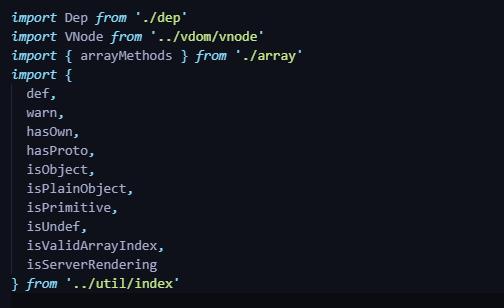 import Dep from './dep'
import VNode from '../vdom/vnode'
import { arrayMethods } from './array'
import {
  def,
  warn,
  hasOwn,
  hasProto,
  isObject,
  isPlainObject,
  isPrimitive,
  isUndef,
  isValidArrayIndex,
  isServerRendering
} from '../util/index'